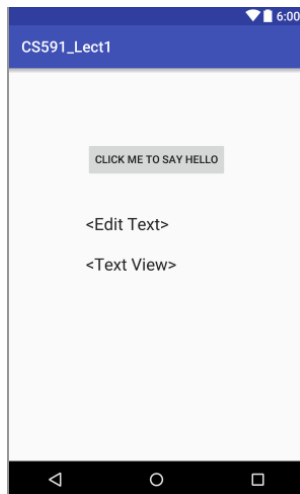 6:00
CS591_Lect1
CLICK ME TO SAY HELLO
<Edit Text>
<Text View>